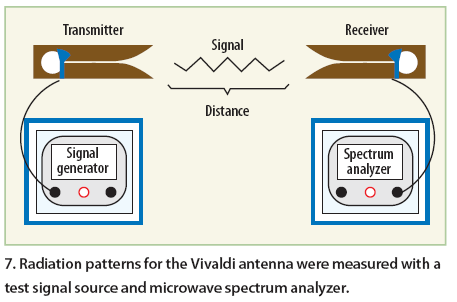 Transmitter
Signal
Receiver
Distance
Signal
generator
Spectrum
analyzer
7. Radiation patterns for the Vivaldi antenna were measured with a
test signal source and microwave spectrum analyzer.